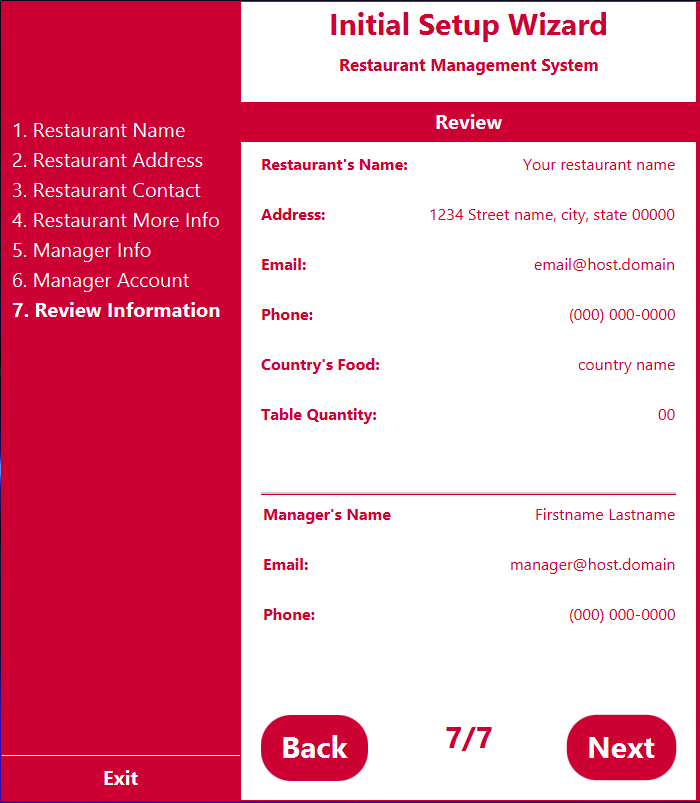 Initial Setup Wizard
Restaurant Management System
1. Restaurant Name
2. Restaurant Address
3. Restaurant Contact
4. Restaurant More Info
5. Manager Info
6. Manager Account
7. Review Information
Exit
Review
Restaurant's Name: Your restaurant name
Address: 1234 Street name, city, state 00000
Email: email@host.domain
Phone: (000) 000-0000
Country's Food: country name
Table Quantity: 00
Manager's Name Firstname Lastname
Email: manager@host.domain
Phone: (000) 000-0000
Back 7/7 Next